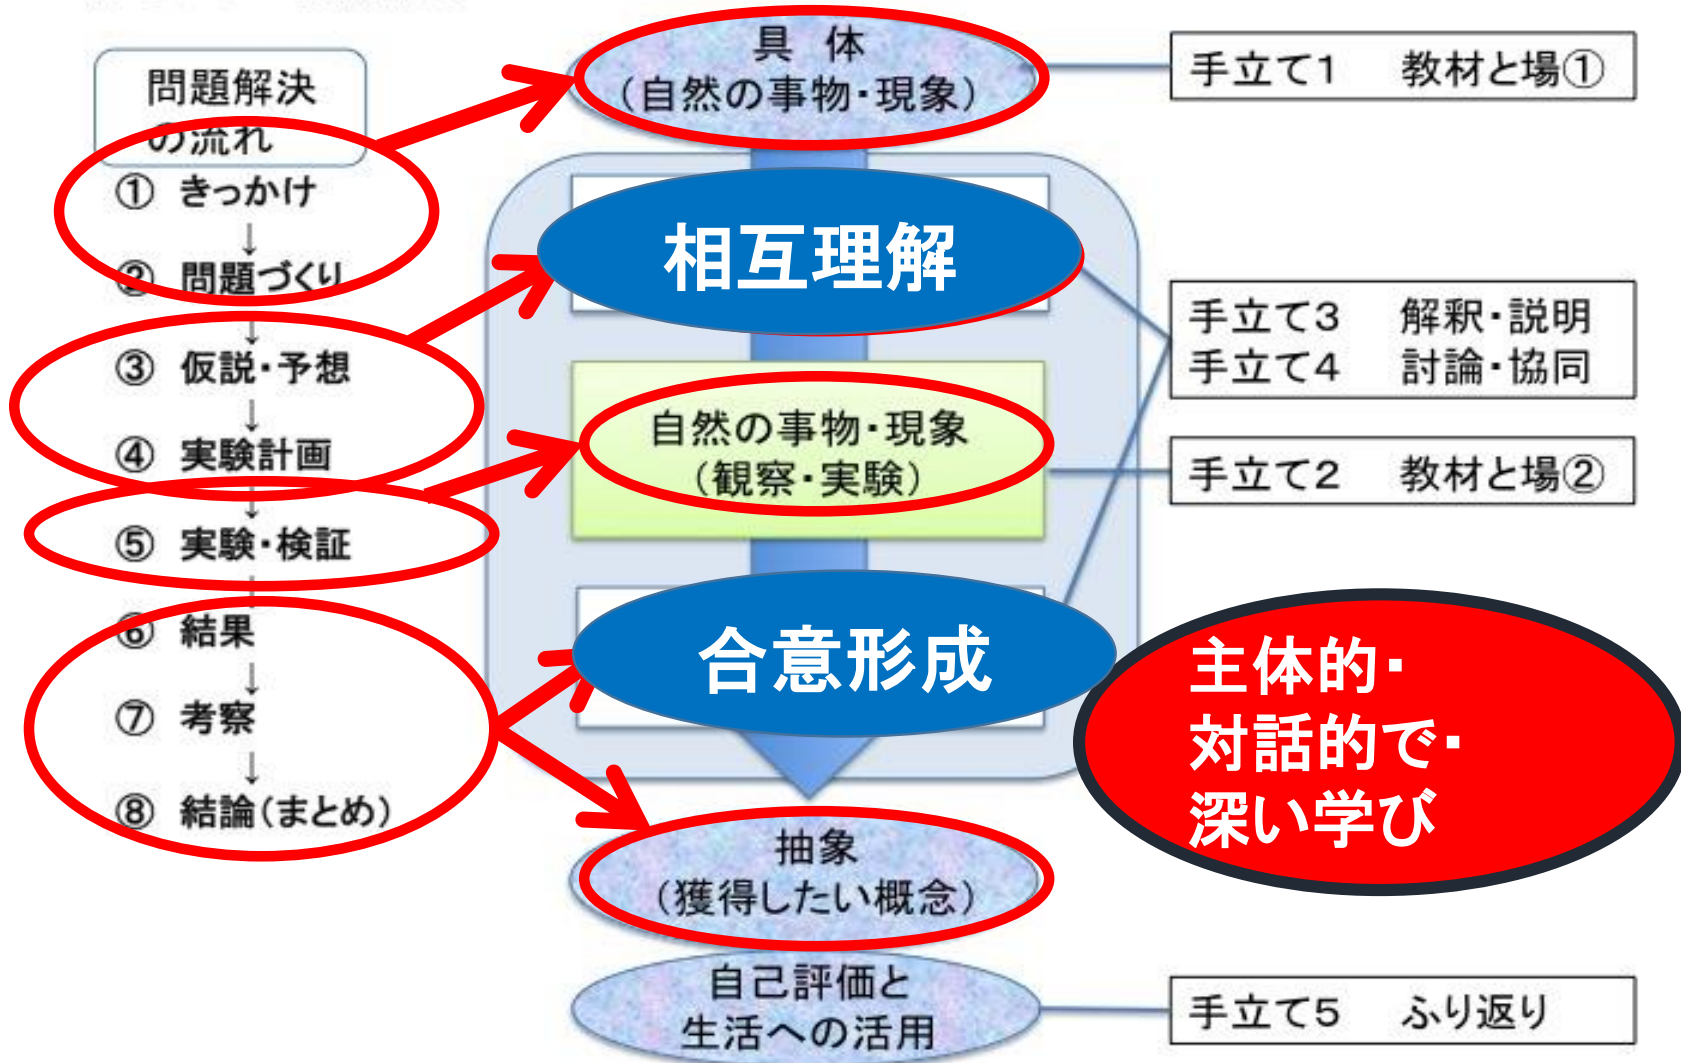 問題解決
の流れ
① きっかけ
↓
② 問題づくり
↓
③ 仮説・予想
↓
④ 実験計画
↓
⑤ 実験・検証
⑥ 結果
↓
⑦ 考察
↓
⑧ 結論(まとめ)
具 体
(自然の事物・現象)
相互理解
自然の事物・現象
(観察・実験)
合意形成
抽象
(獲得したい概念)
自己評価と
生活への活用
手立て1 教材と場①
手立て3 解釈・説明
手立て4 討論・協同
手立て2 教材と場②
主体的・
対話的で・
深い学び
手立て5 ふり返り